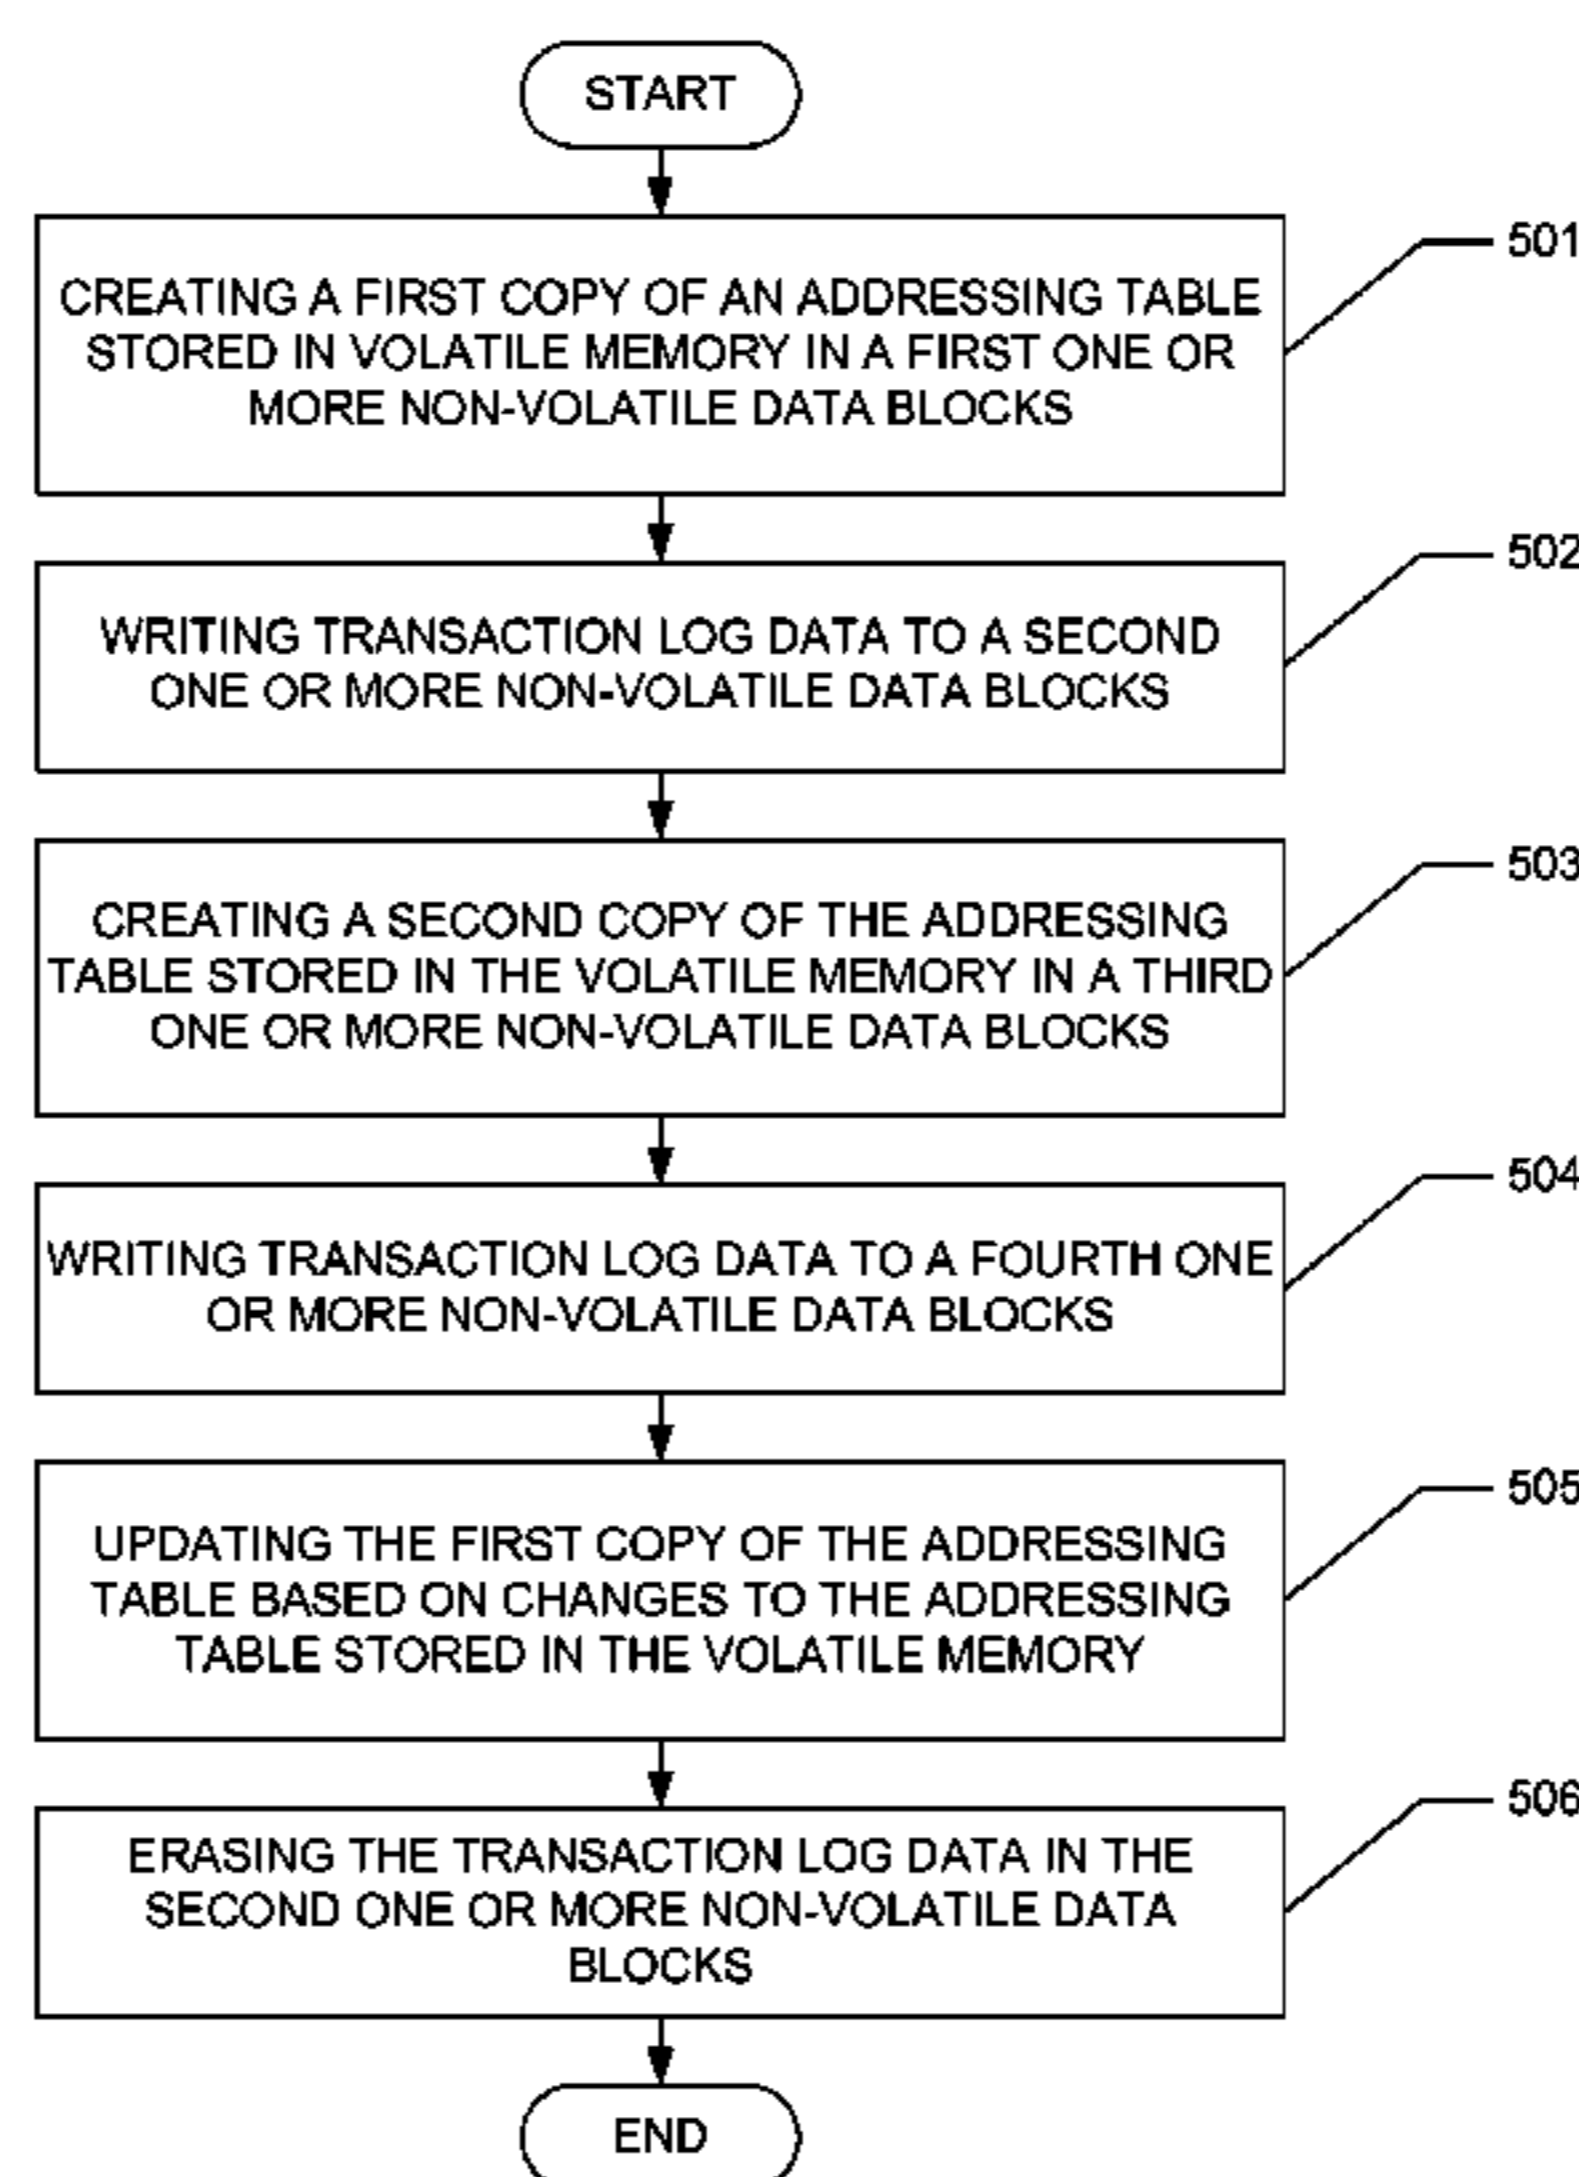 START
501
CREATING A FIRST COPY OF AN ADDRESSING TABLE
STORED IN VOLATILE MEMORY IN A FIRST ONE OR
MORE NON-VOLATILE DATA BLOCKS
502
WRITING TRANSACTION LOG DATA TO A SECOND
ONE OR MORE NON-VOLATILE DATA BLOCKS
503
CREATING A SECOND COPY OF THE ADDRESSING
TABLE STORED IN THE VOLATILE MEMORY IN A THIRD
ONE OR MORE NON-VOLATILE DATA BLOCKS
504
WRITING TRANSACTION LOG DATA TO A FOURTH ONE
OR MORE NON-VOLATILE DATA BLOCKS
505
UPDATING THE FIRST COPY OF THE ADDRESSING
TABLE BASED ON CHANGES TO THE ADDRESSING
TABLE STORED IN THE VOLATILE MEMORY
506
ERASING THE TRANSACTION LOG DATA IN THE
SECOND ONE OR MORE NON-VOLATILE DATA
BLOCKS
END